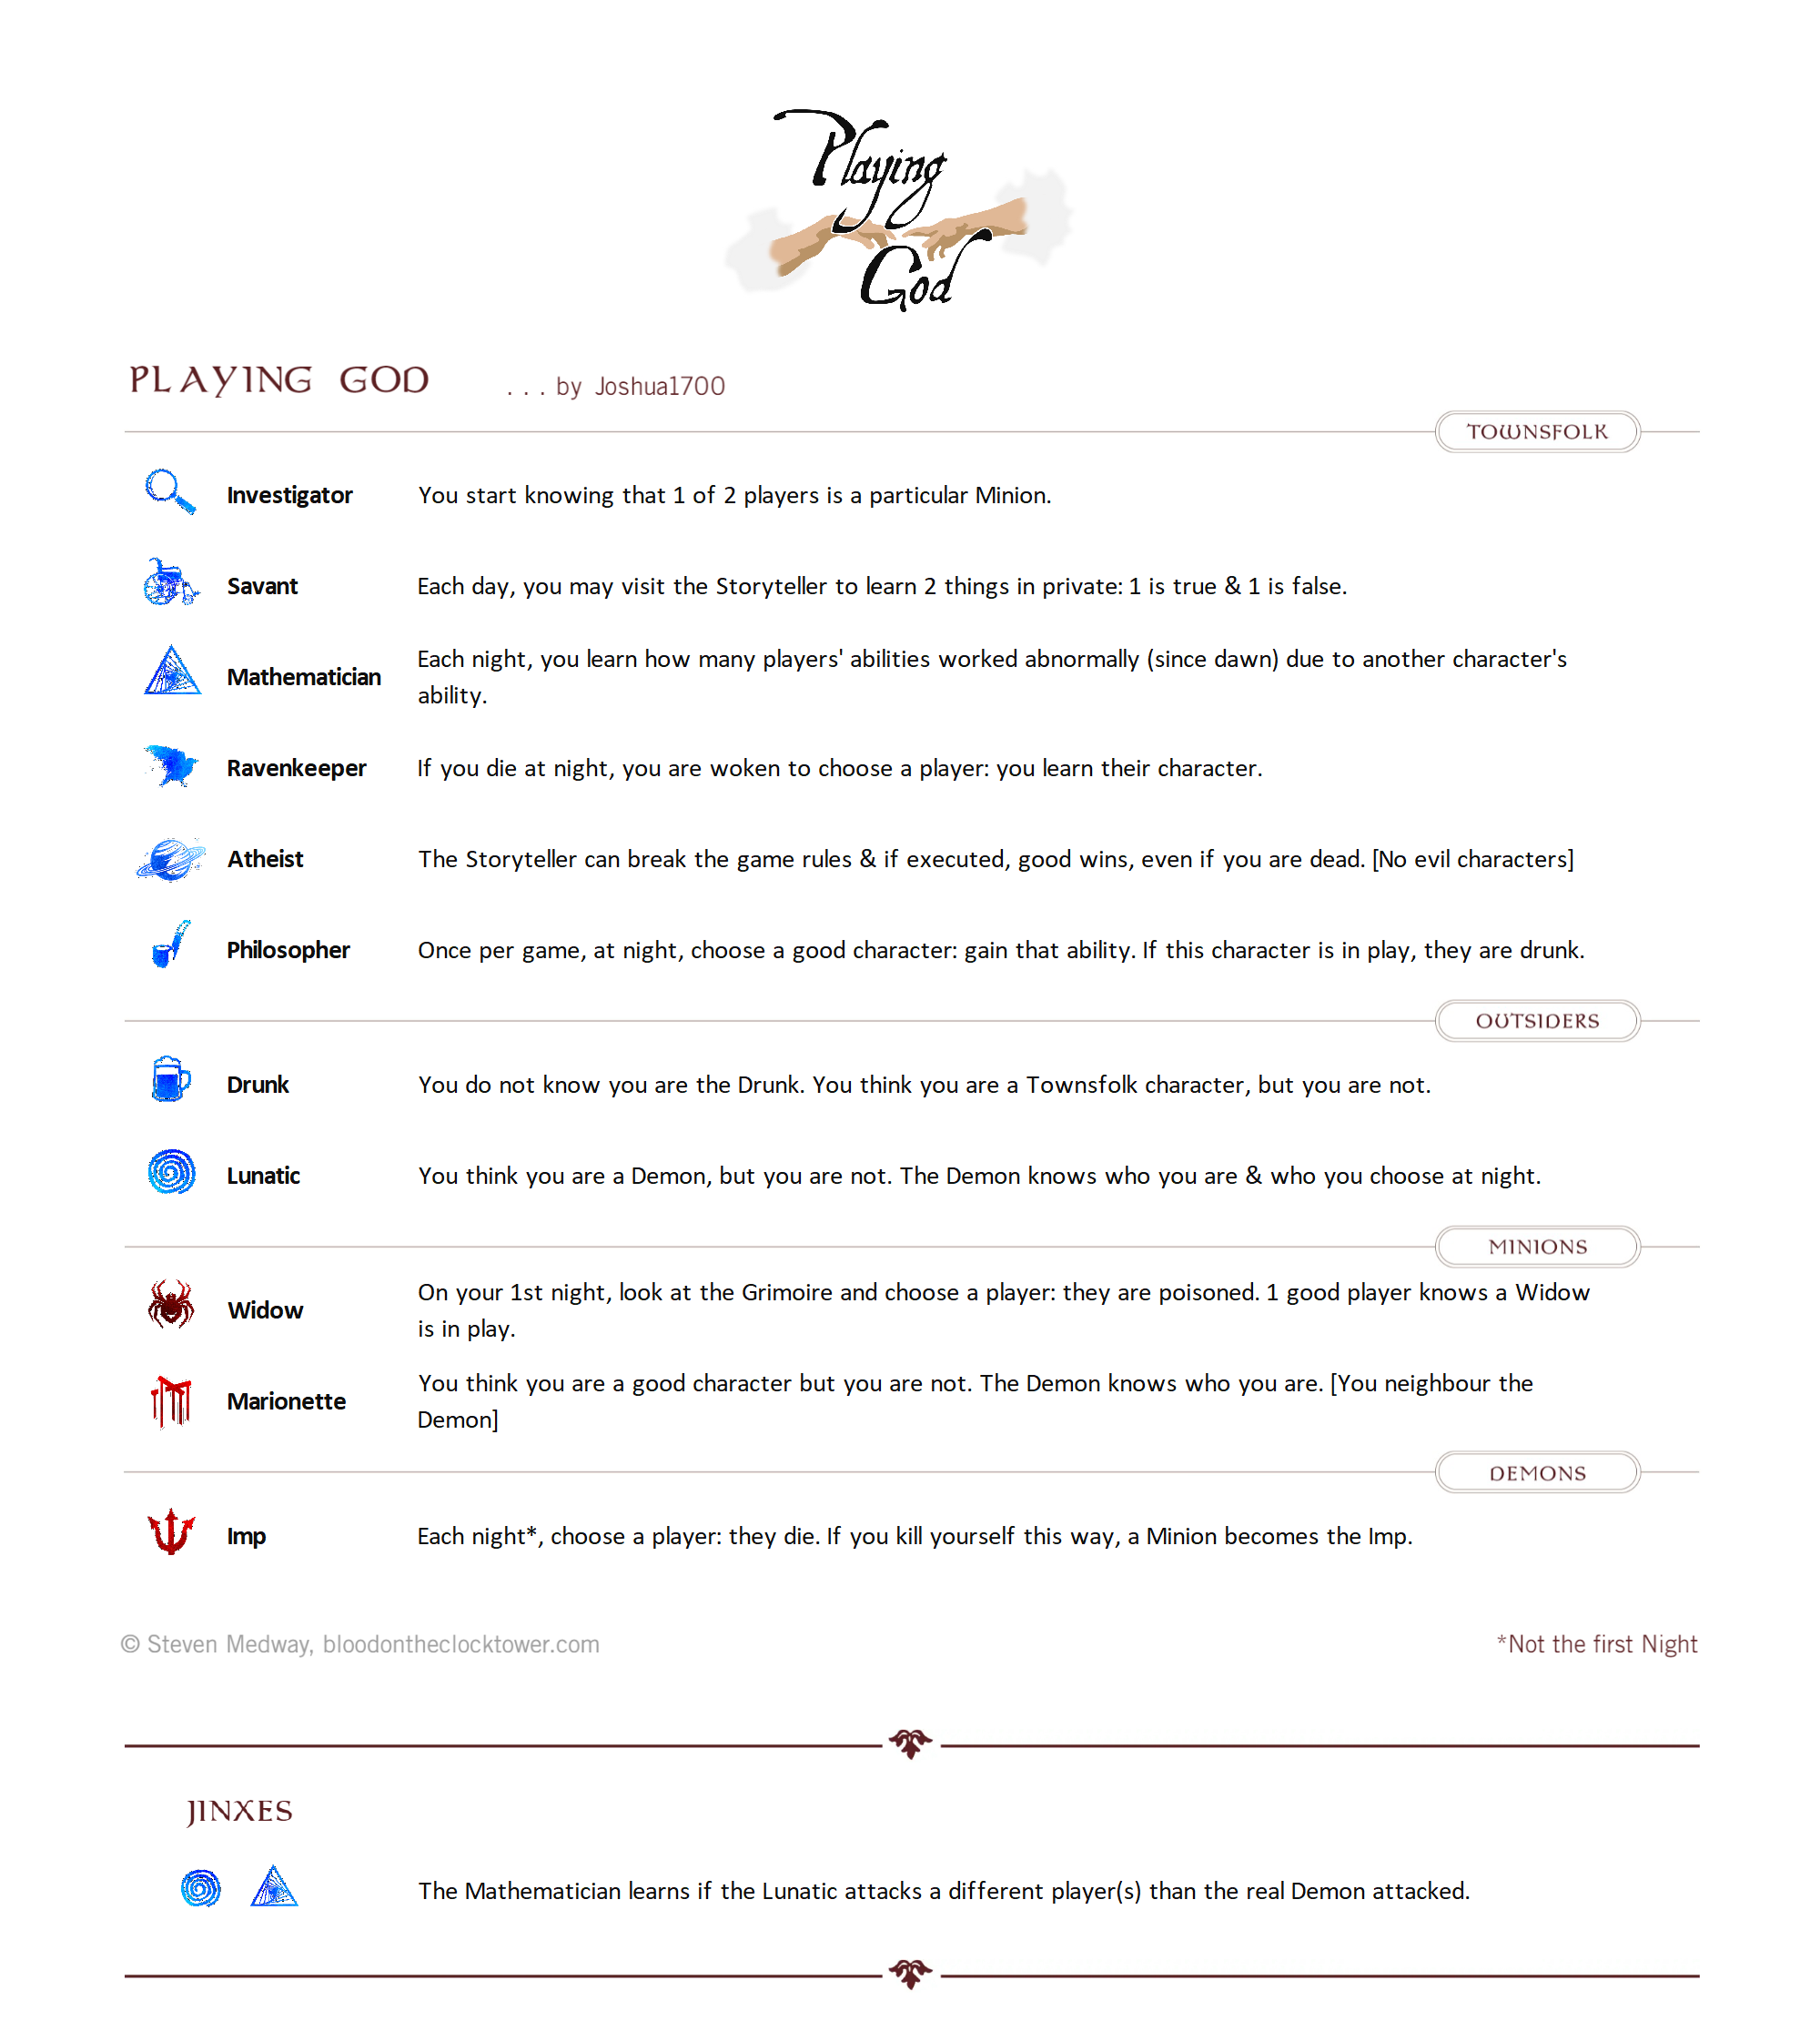 Playing
God
PLAYING GOD ... by Joshua1700
TOWNSFOLK
Investigator You start knowing that 1 of 2 players is a particular Minion.
Savant Each day, you may visit the Storyteller to learn 2 things in private: 1 is true & 1 is false.
Mathematician Each night, you learn how many players' abilities worked abnormally (since dawn) due to another character's
ability.
Ravenkeeper If you die at night, you are woken to choose a player: you learn their character.
Atheist The Storyteller can break the game rules & if executed, good wins, even if you are dead. [No evil characters]
Philosopher Once per game, at night, choose a good character: gain that ability. If this character is in play, they are drunk.
OUTSIDERS
Drunk You do not know you are the Drunk. You think you are a Townsfolk character, but you are not.
Lunatic You think you are a Demon, but you are not. The Demon knows who you are & who you choose at night.
MINIONS
Widow On your 1st night, look at the Grimoire and choose a player: they are poisoned. 1 good player knows a Widow
is in play.
Marionette You think you are a good character but you are not. The Demon knows who you are. [You neighbour the
Demon]
DEMONS
Imp Each night*, choose a player: they die. If you kill yourself this way, a Minion becomes the Imp.
© Steven Medway, bloodontheclocktower.com *Not the first Night
JINXES
The Mathematician learns if the Lunatic attacks a different player(s) than the real Demon attacked.